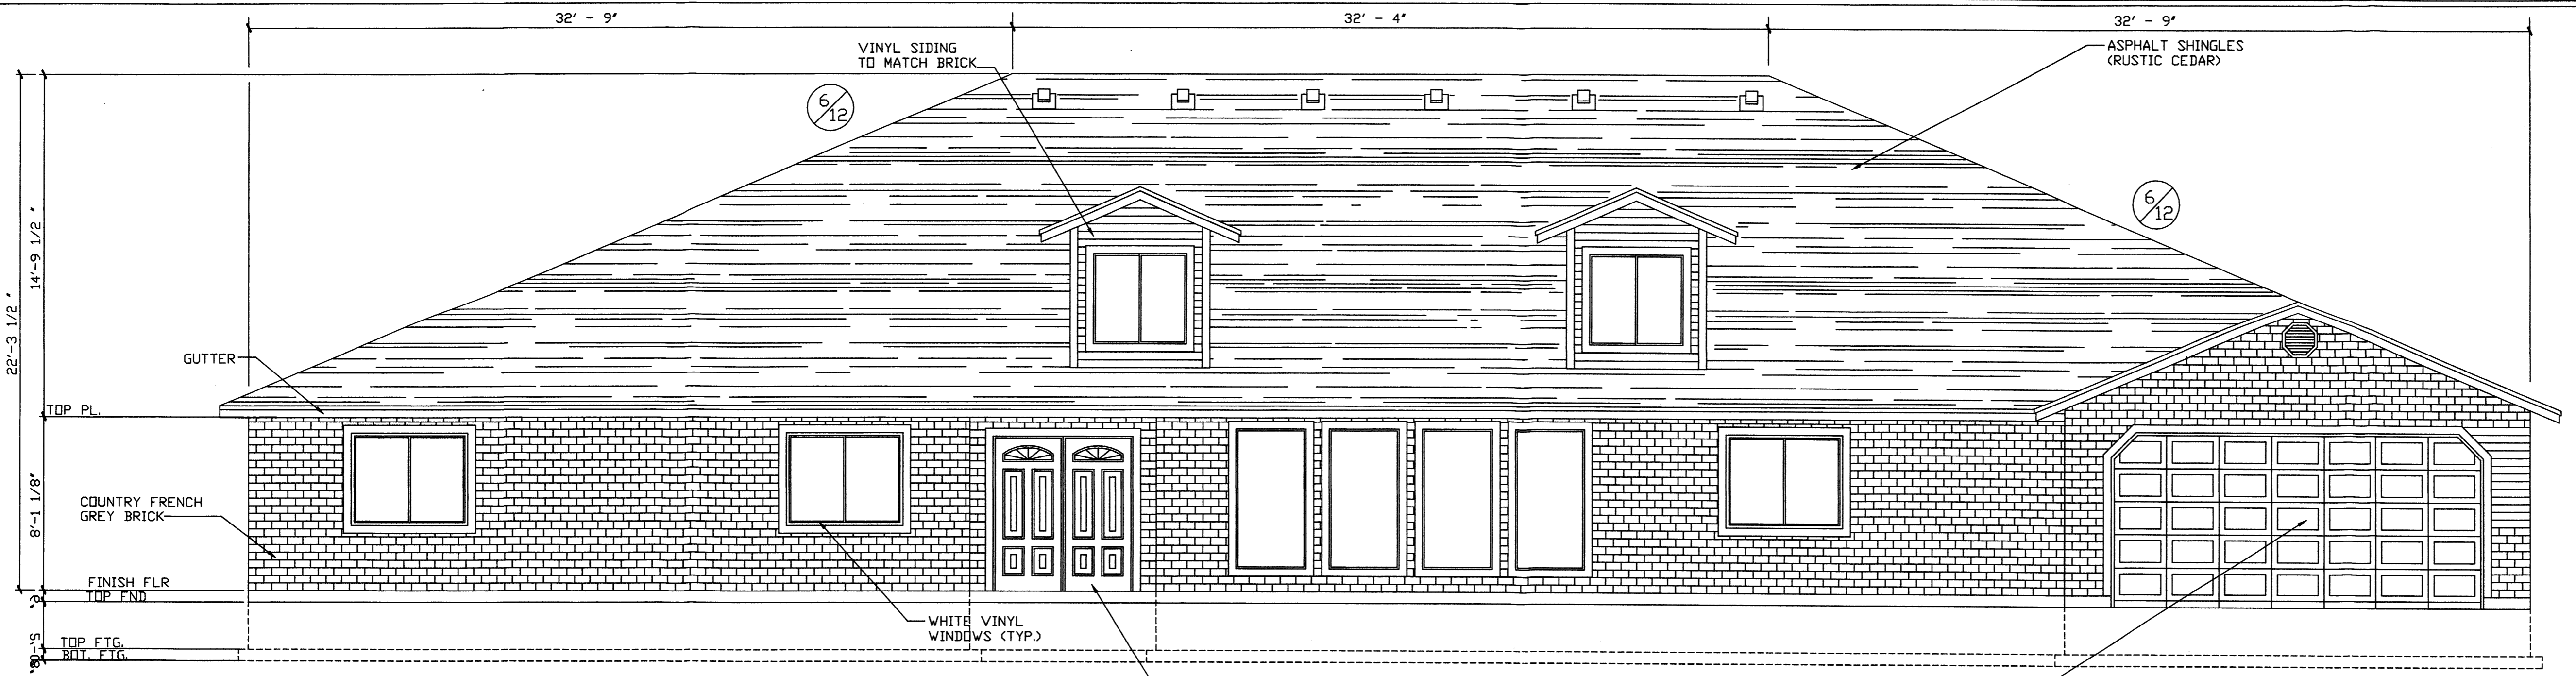 32' - 9"
32' - 4"
32' - 9"
VINYL SIDING
TO MATCH BRICK
ASPHALT SHINGLES
(RUSTIC CEDAR)
6/12
6/12
14'-9 1/2 "
22'-3 1/2 "
GUTTER
TOP PL.
8'-1 1/8"
COUNTRY FRENCH
GREY BRICK
FINISH FLR
TOP FND
WHITE VINYL
WINDOWS (TYP.)
TOP FTG.
BOT. FTG.